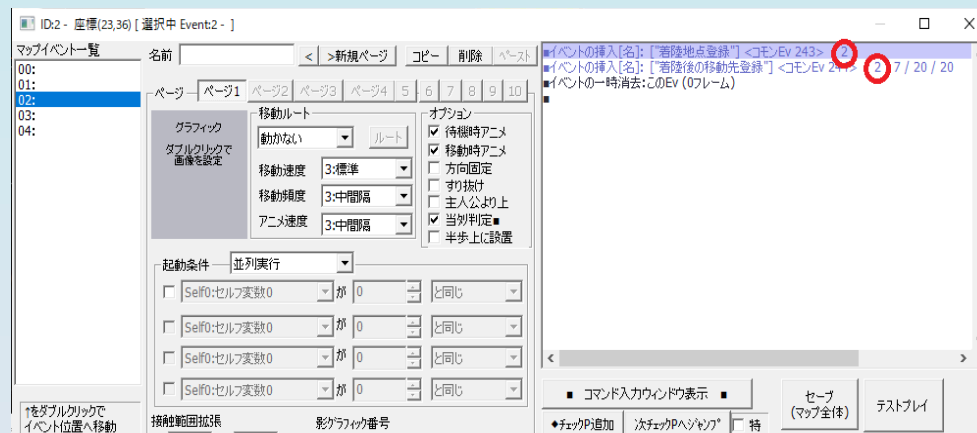 ID:2 - 座標(23,36) [ 選択中 Event:2 - ]
マップイベント一覧
00:
01:
02:
03:
04:
↑をダブルクリックで
イベント位置へ移動
名前
< >新規ページ コピー 削除 ペースト
ページ ページ1 ページ2 ページ3 ページ4 5 6 7 8 9 10
グラフィック
ダブルクリックで
画像を設定
移動ルート
動かない ルート
移動速度 3:標準
移動頻度 3:中間隔
アニメ速度 3:中間隔
オプション
待機時アニメ
移動時アニメ
方向固定
すり抜け
主人公より上
当り判定■
半歩上に設置
起動条件 並列実行
Self0:セルフ変数0 が 0 と同じ
Self0:セルフ変数0 が 0 と同じ
Self0:セルフ変数0 が 0 と同じ
Self0:セルフ変数0 が 0 と同じ
接触範囲拡張 影グラフィック番号
■イベントの挿入[名]: ["着陸地点登録"] <コモンEv 243> 2
■イベントの挿入[名]: ["着陸後の移動先登録"] <コモンEv 2 2 7 / 20 / 20
■イベントの一時消去:このEv (0フレーム)
■
■ コマンド入力ウィンドウ表示 ■
◆チェックP追加 次チェックPへジャンプ 特
セーブ
(マップ全体)
テストプレイ